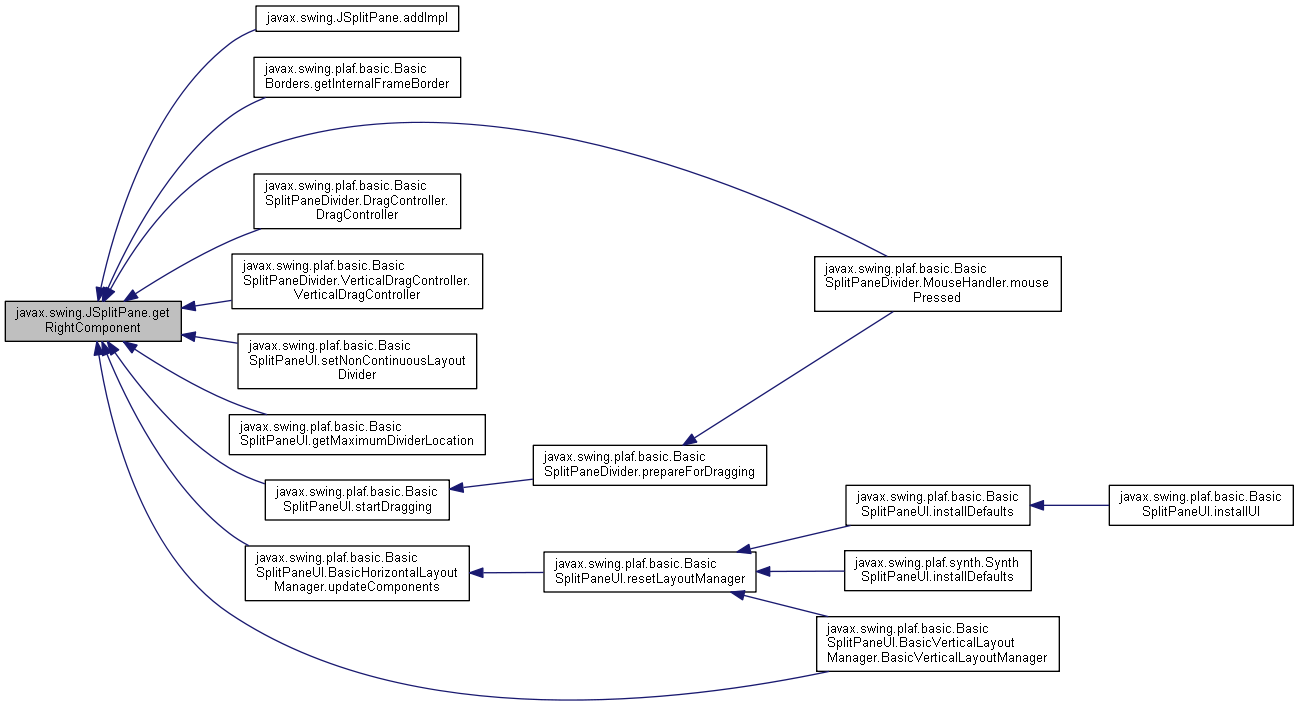 javax.swing.JSplitPane.addImpl
javax.swing.plaf.basic.Basic
Borders.getInternalFrameBorder
javax.swing.plaf.basic.Basic
SplitPaneDivider.DragController.
DragController
javax.swing.plaf.basic.Basic
SplitPaneDivider.VerticalDragController.
VerticalDragController
javax.swing.plaf.basic.Basic
SplitPaneDivider.MouseHandler.mouse
Pressed
javax.swing.JSplitPane.get
RightComponent
javax.swing.plaf.basic.Basic
SplitPaneUI.setNonContinuousLayout
Divider
javax.swing.plaf.basic.Basic
SplitPaneUI.getMaximumDividerLocation
javax.swing.plaf.basic.Basic
SplitPaneDivider.prepareForDragging
javax.swing.plaf.basic.Basic
SplitPaneUI.startDragging
javax.swing.plaf.basic.Basic
SplitPaneUI.installDefaults
javax.swing.plaf.basic.Basic
SplitPaneUI.installUI
javax.swing.plaf.basic.Basic
SplitPaneUI.BasicHorizontalLayout
Manager.updateComponents
javax.swing.plaf.basic.Basic
SplitPaneUI.resetLayoutManager
javax.swing.plaf.synth.Synth
SplitPaneUI.installDefaults
javax.swing.plaf.basic.Basic
SplitPaneUI.BasicVerticalLayout
Manager.BasicVerticalLayoutManager